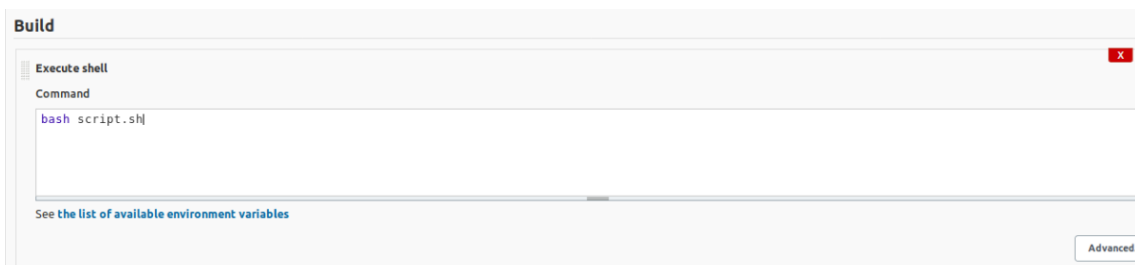 Build
X
Execute shell
Command
bash script.sh
See the list of available environment variables
Advanced